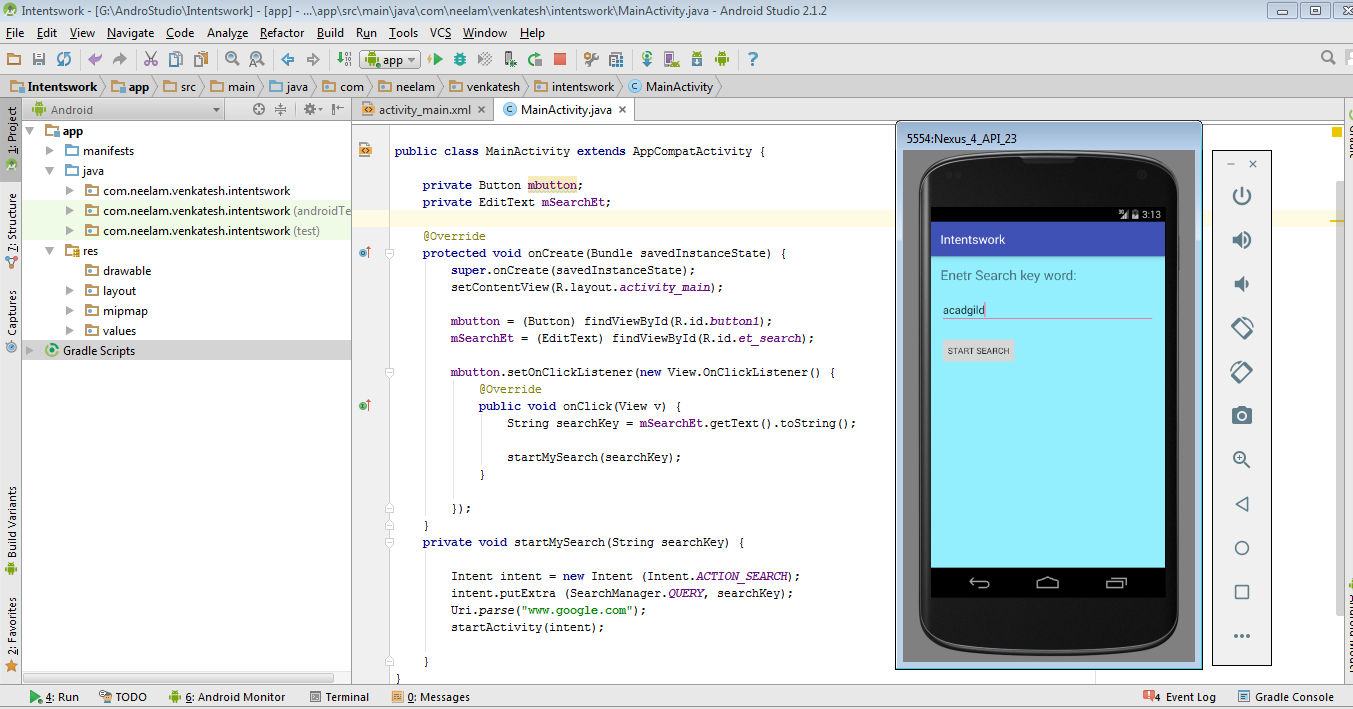 Intentswork - [G:\AndroStudio\Intentswork] - [app] - ...\app\src\main\java\com\neelam\venkatesh\intentswork\MainActivity.java - Android Studio 2.1.2
File Edit View Navigate Code Analyze Refactor Build Run Tools VCS Window Help
app
Intentswork app src main java com neelam venkatesh intentswork MainActivity
1: Project
7: Structure
Captures
Build Variants
2: Favorites
Android
app
manifests
java
com.neelam.venkatesh.intentswork
com.neelam.venkatesh.intentswork (androidTe
com.neelam.venkatesh.intentswork (test)
res
drawable
layout
mipmap
values
Gradle Scripts
activity_main.xml MainActivity.java
public class MainActivity extends AppCompatActivity {
private Button mbutton;
private EditText mSearchEt;
@Override
protected void onCreate(Bundle savedInstanceState) {
super.onCreate(savedInstanceState);
setContentView(R.layout.activity_main);
mbutton = (Button) findViewById(R.id.button1);
mSearchEt = (EditText) findViewById(R.id.et_search);
mbutton.setOnClickListener(new View.OnClickListener() {
@Override
public void onClick(View v) {
String searchKey = mSearchEt.getText().toString();
startMySearch(searchKey);
}
});
}
private void startMySearch(String searchKey) {
Intent intent = new Intent (Intent.ACTION_SEARCH);
intent.putExtra (SearchManager.QUERY, searchKey);
Uri.parse("www.google.com");
startActivity(intent);
}
}
5554:Nexus_4_API_23
3:13
Intentswork
Enetr Search key word:
acadgild
START SEARCH
4: Run TODO 6: Android Monitor Terminal 0: Messages 4 Event Log Gradle Console